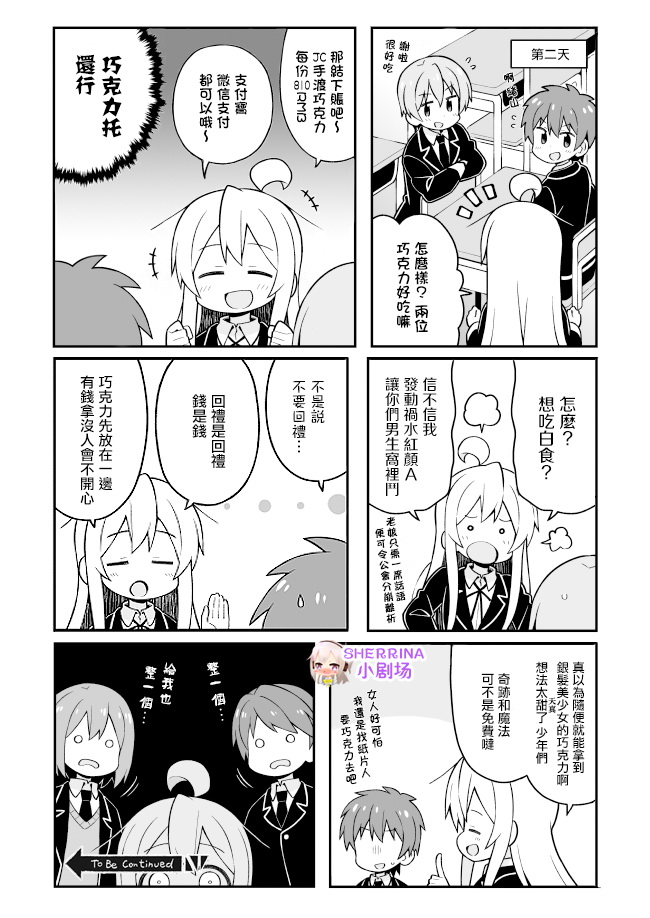 第二天
謝啦
很好吃
啊
怎麼樣？兩位
巧克力好吃嘛
那結下賬吧～
JC手渡巧克力
每份810RMB
支付寶
微信支付
都可以哦～
巧克力托
還行
怎麼？
想吃白食？
信不信我
發動禍水紅顏A
讓你們男生窩裡鬥
老娘只需一席話語
便可令公會分崩離析
不是說
不要回禮…
回禮是回禮
錢是錢
巧克力先放在一邊
有錢拿沒人會不開心
真以為隨便就能拿到
銀髮美少女的巧克力啊
想法太甜了 少年們
天真
奇跡和魔法
可不是免費噠
女人好可怕
我還是找紙片人
要巧克力去吧
SHERRINA
小剧场
整一個…
給我也
整一個…
To Be Continued